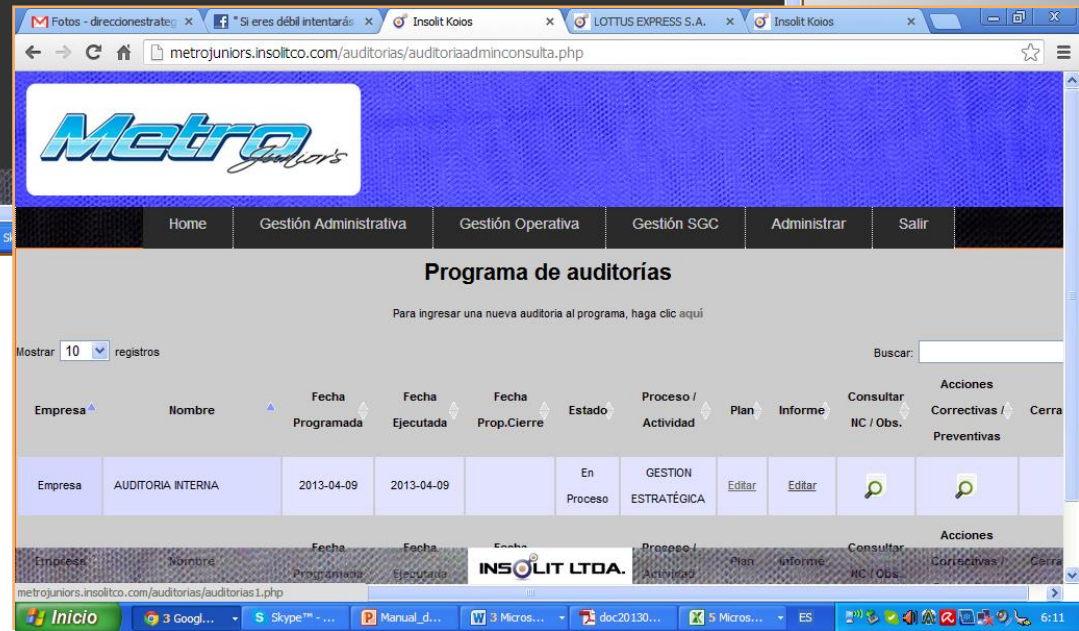 Fotos - direccionestrateg
"Si eres débil intentarás
Insolit Koios
LOTTUS EXPRESS S.A.
Insolit Koios
metrojuniors.insolitco.com/auditorias/auditoriaadminconsulta.php
Metro
Junior's
Home Gestión Administrativa Gestión Operativa Gestión SGC Administrar Salir
Programa de auditorías
Para ingresar una nueva auditoria al programa, haga clic aquí
Mostrar 10 registros Buscar:
Empresa Nombre Fecha Programada Fecha Ejecutada Fecha Prop.Cierre Estado Proceso / Actividad Plan Informe Consultar NC / Obs. Acciones Correctivas / Preventivas Cerra
Empresa AUDITORIA INTERNA 2013-04-09 2013-04-09 En Proceso GESTION ESTRATÉGICA Editar Editar
Empresa Nombre Fecha Programada Fecha Ejecutada Fecha Proceso / Actividad Plan Informe Consultar NC / Obs. Acciones Correctivas / Cerra
INSOLIT LTDA.
metrojuniors.insolitco.com/auditorias/auditorias1.php
Inicio 3 Googl... Skype™ - ... Manual_d... 3 Micros... doc20130... 5 Micros... ES 6:11